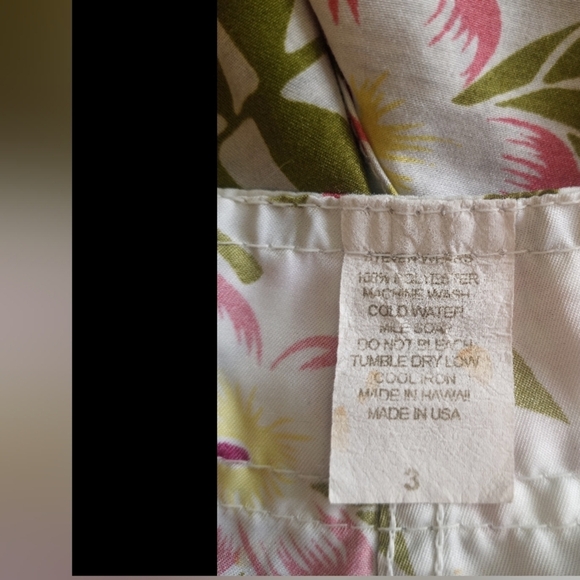 100% POLYESTER
MACHINE WASH
COLD WATER
MILE SOAP
DO NOT BLEACH
TUMBLE DRY LOW
COOL IRON
MADE IN HAWAII
MADE IN USA
3